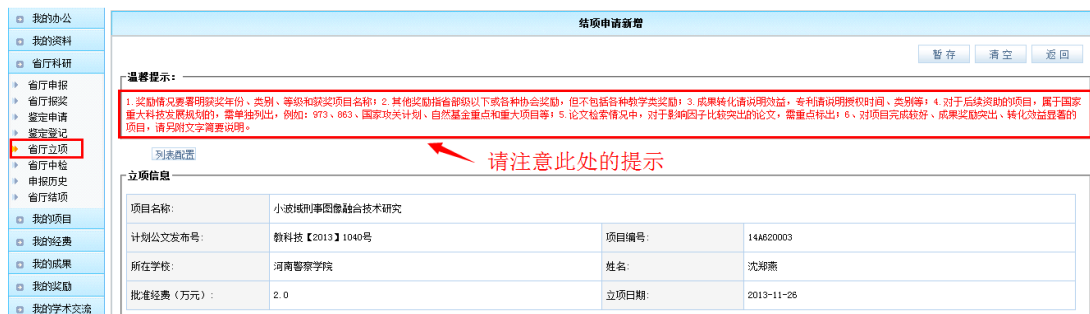 我的办公
我的资料
省厅科研
省厅申报
省厅报奖
鉴定申请
鉴定登记
省厅立项
省厅中检
申报历史
省厅结项
我的项目
我的经费
我的成果
我的奖励
我的学术交流
结项申请新增
暂存 清空 返回
温馨提示：
1.奖励情况要署明获奖年份、类别、等级和获奖项目名称；2.其他奖励指省部级以下或各种协会奖励，但不包括各种教学类奖励；3.成果转化请说明效益，专利请说明授权时间、类别等；4.对于后续资助的项目，属于国家
重大科技发展规划的，需单独列出，例如：973、863、国家攻关计划、自然基金重点和重大项目等；5.论文检索情况中，对于影响因子比较突出的论文，需重点标出；6、对项目完成较好、成果奖励突出、转化效益显著的
项目，请另附文字简要说明。
列表配置
请注意此处的提示
立项信息
项目名称: 小波域刑事图像融合技术研究
计划公文发布号: 教科技【2013】1040号 项目编号: 14A620003
所在学校: 河南警察学院 姓名: 沈郑燕
批准经费（万元）: 2.0 立项日期: 2013-11-26